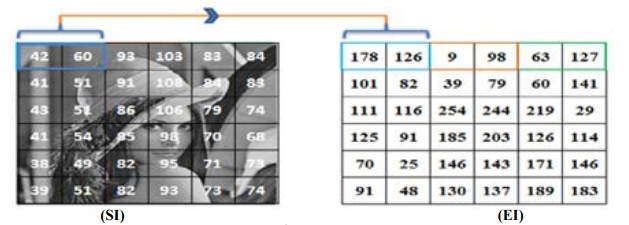 42 60 93 103 83 84
41 51 91 108 84 83
43 51 86 106 79 74
41 54 85 98 70 68
38 49 82 95 71 73
39 51 82 93 73 74
(SI)
178 126 9 98 63 127
101 82 39 79 60 141
111 116 254 244 219 29
125 91 185 203 126 114
70 25 146 143 171 146
91 48 130 137 189 183
(EI)